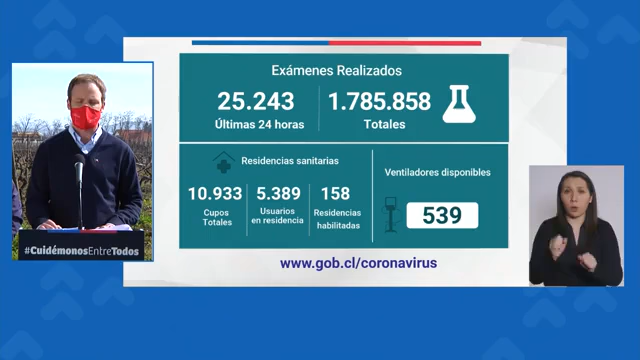 Exámenes Realizados
25.243
Últimas 24 horas
1.785.858
Totales
Residencias sanitarias
10.933
Cupos
Totales
5.389
Usuarios
en residencia
158
Residencias
habilitadas
Ventiladores disponibles
539
#CuidémonosEntreTodos
www.gob.cl/coronavirus